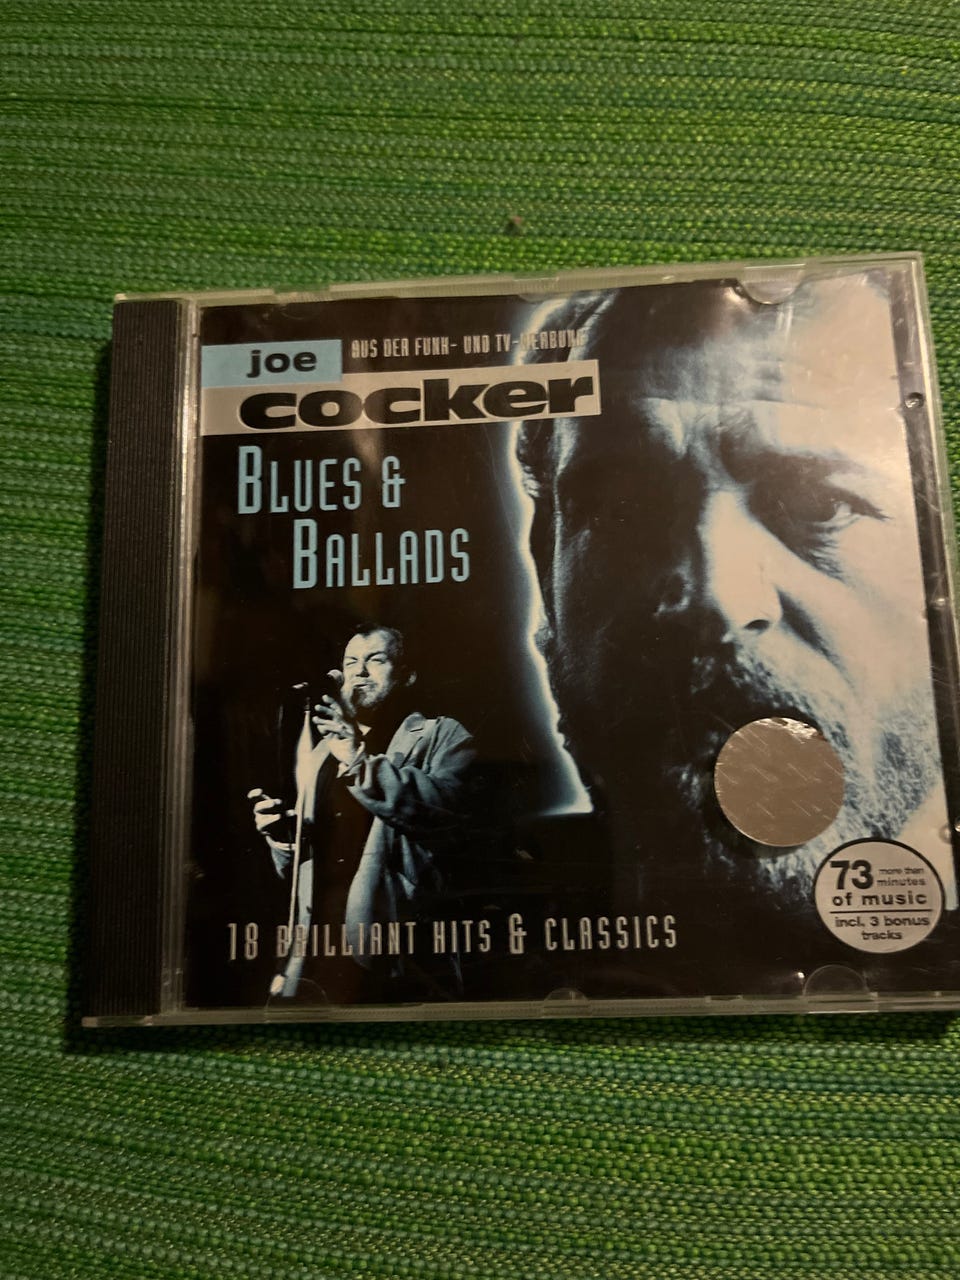 joe
AUS DER FUNK- UND TV-WERBUNG
cocker
BLUES &
BALLADS
18 BRILLIANT HITS & CLASSICS
73 more than
minutes
of music
incl. 3 bonus
tracks